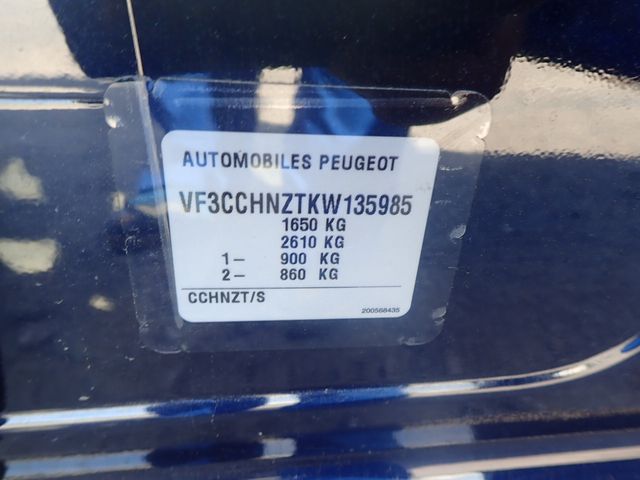 AUTOMOBILES PEUGEOT
VF3CCHNZTKW135985
1650 KG
2610 KG
1– 900 KG
2– 860 KG
CCHNZT/S
200568435